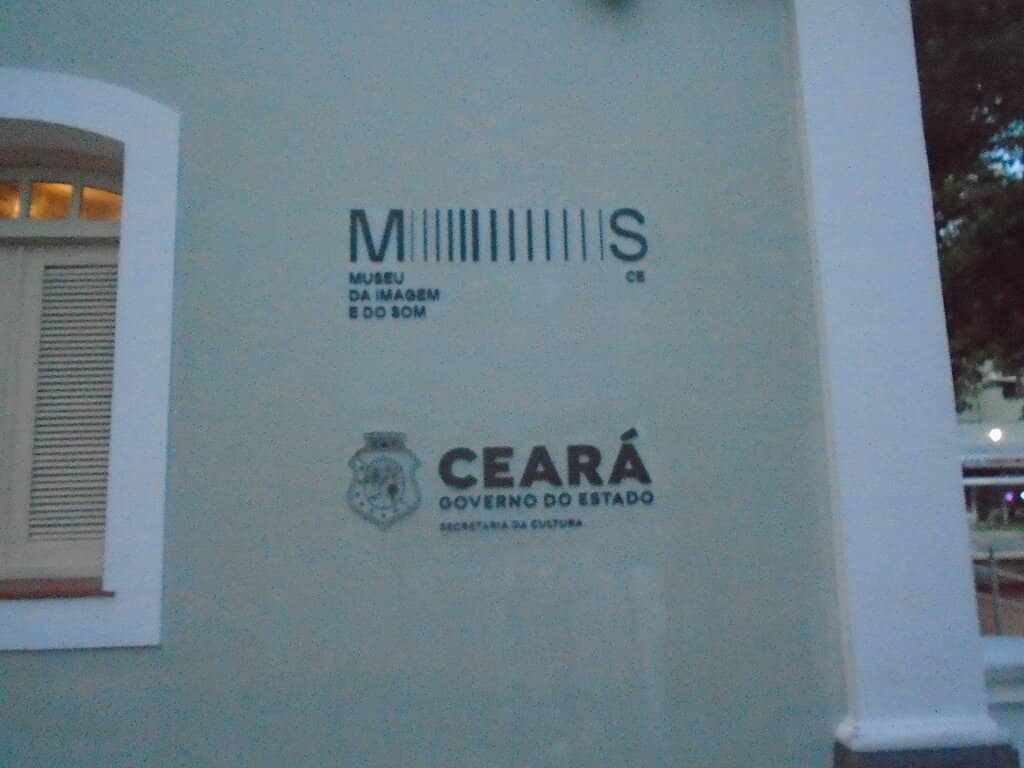 M S
MUSEU
DA IMAGEM
E DO SOM
CE
CEARÁ
GOVERNO DO ESTADO
SECRETARIA DA CULTURA